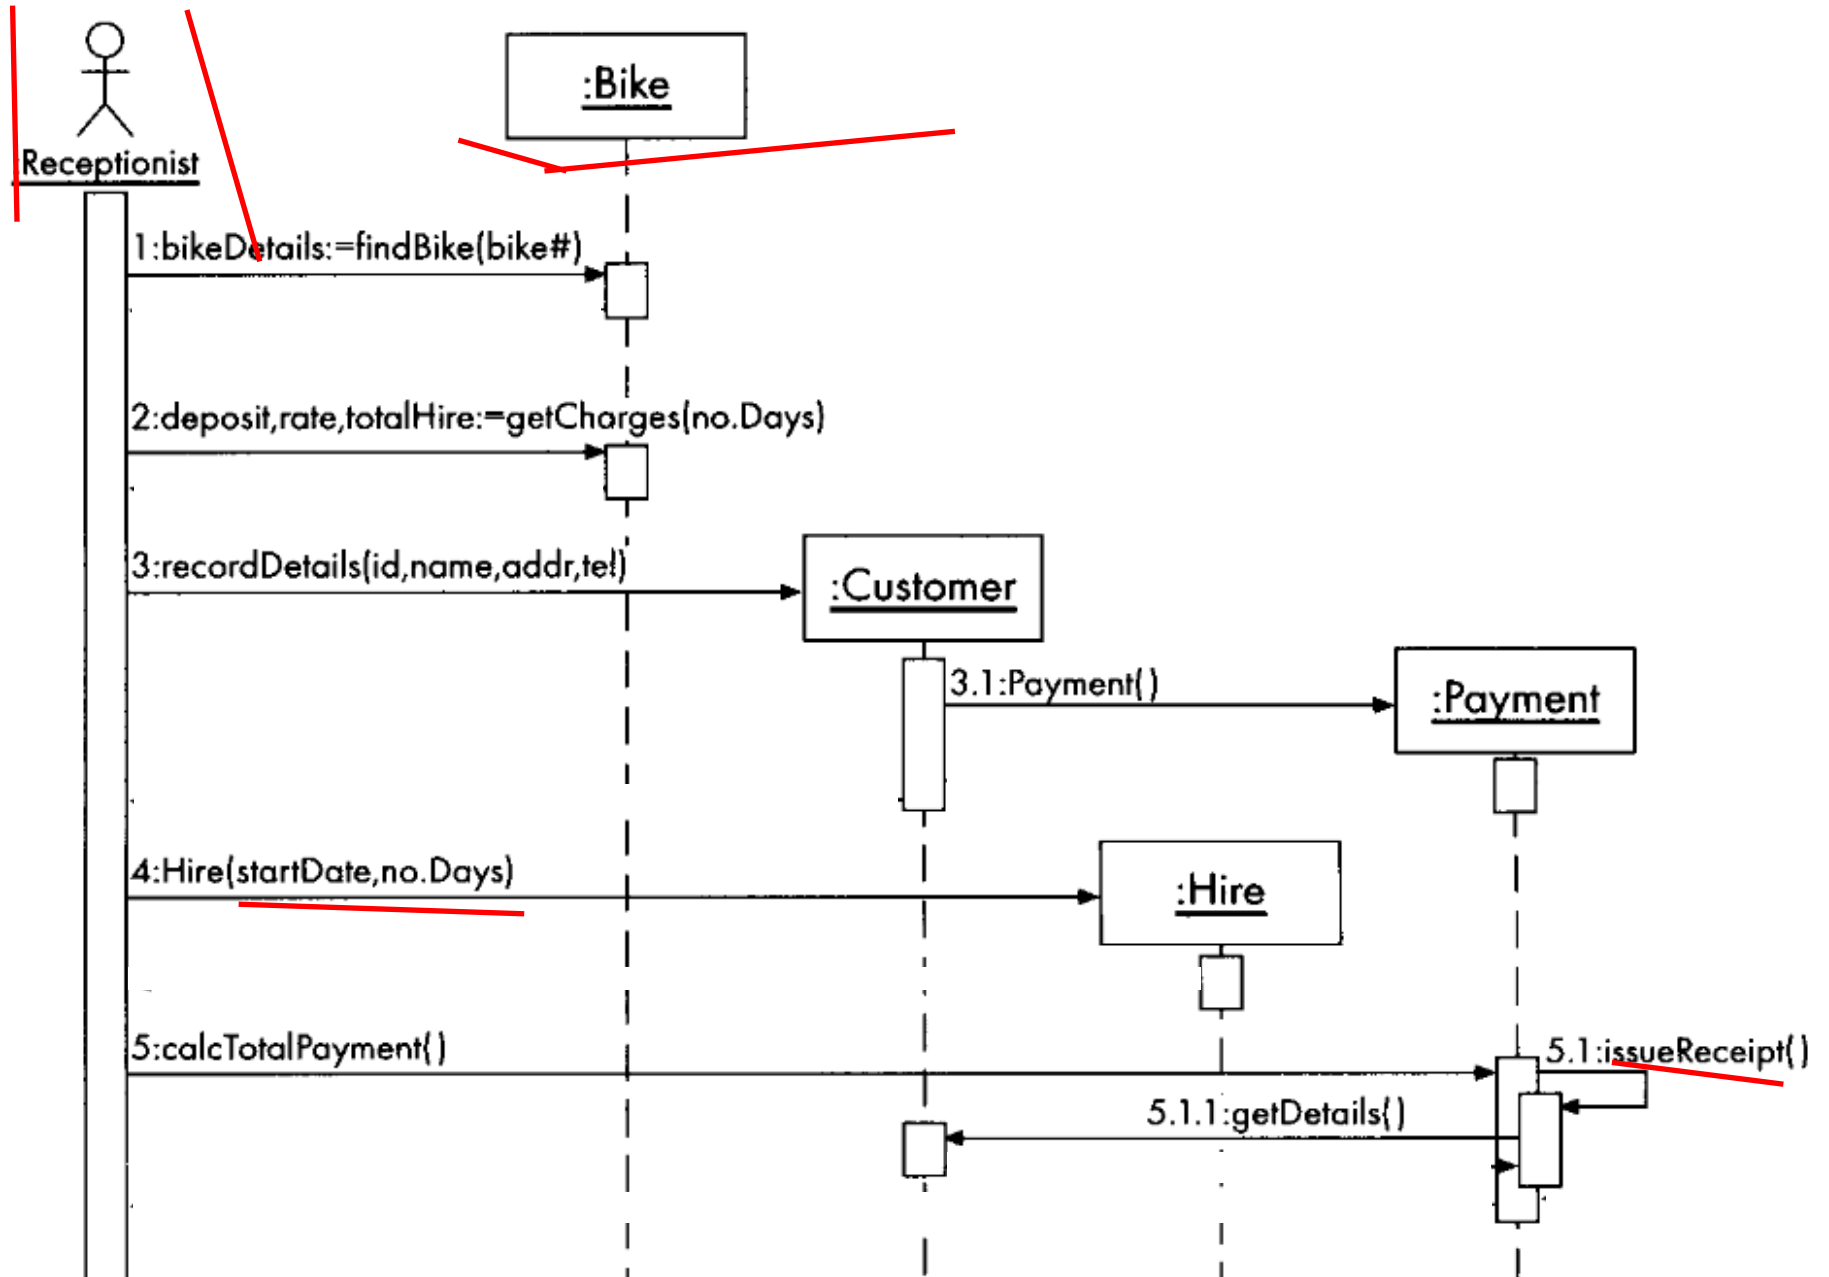 :Bike
Receptionist
1:bikeDetails:=findBike(bike#)
2:deposit,rate,totalHire:=getCharges(no.Days)
3:recordDetails(id,name,addr,tel)
:Customer
3.1:Payment()
:Payment
4:Hire(startDate,no.Days)
:Hire
5:calcTotalPayment()
5.1:issueReceipt()
5.1.1:getDetails()